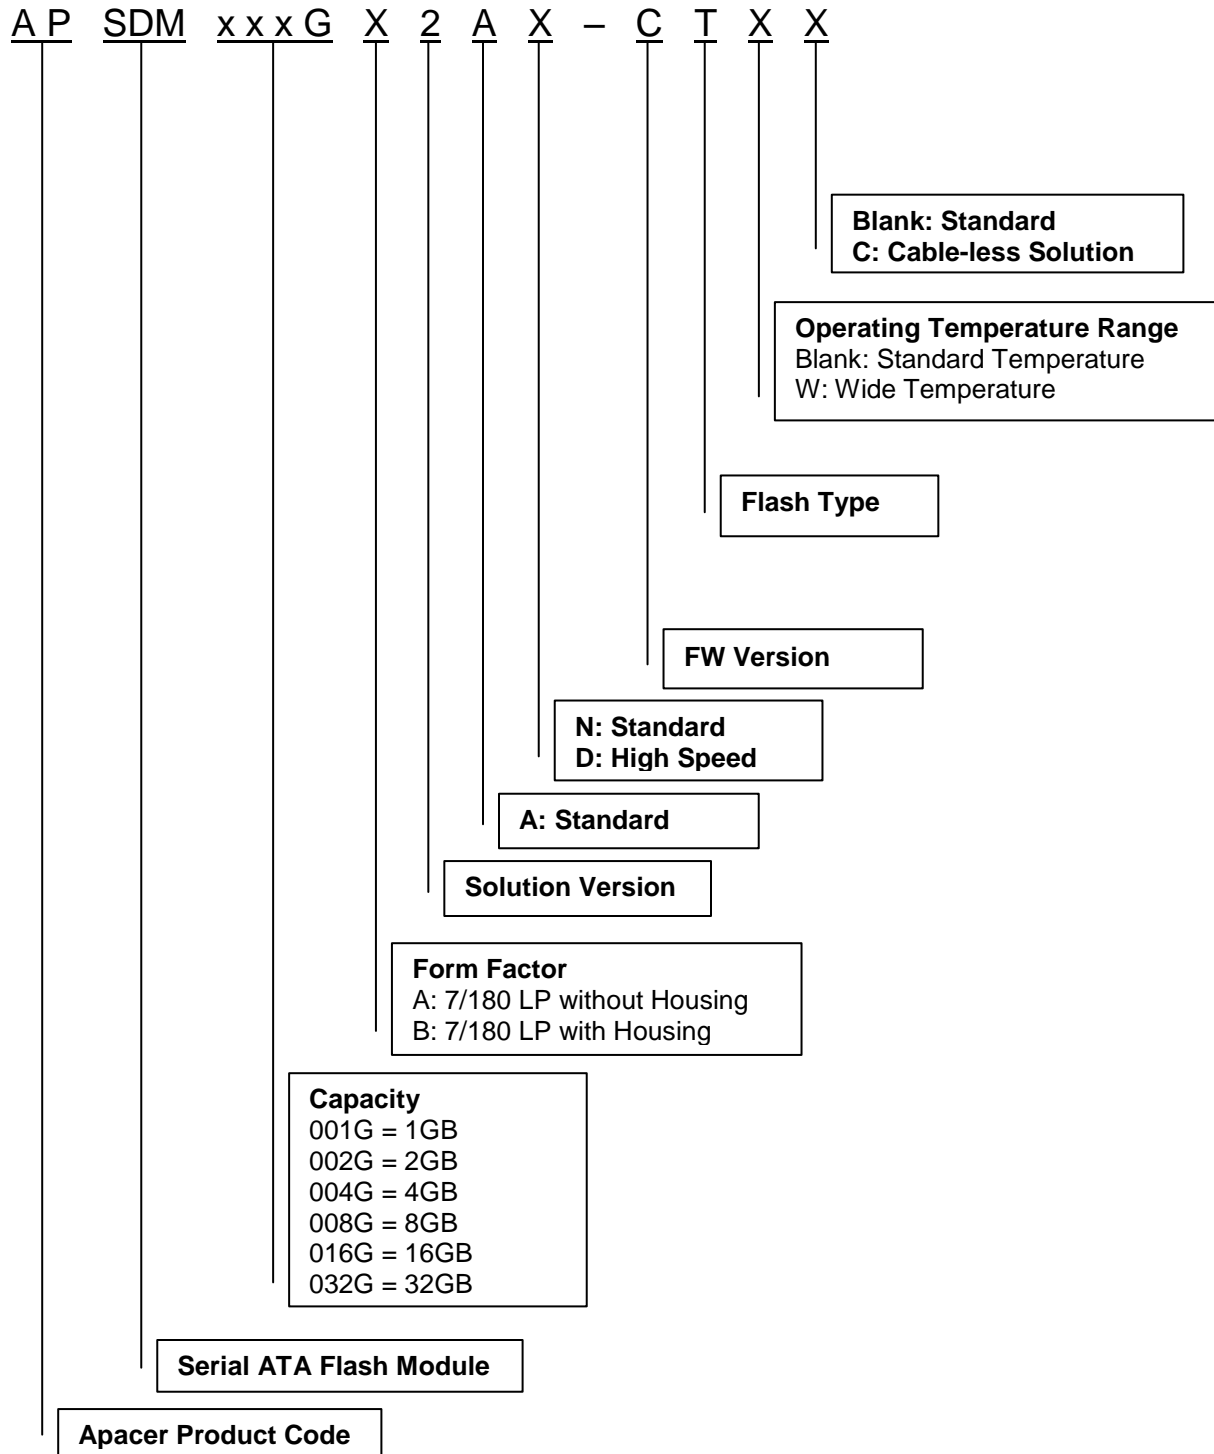 A P SDM x x x G X 2 A X – C T X X
Blank: Standard
C: Cable-less Solution
Operating Temperature Range
Blank: Standard Temperature
W: Wide Temperature
Flash Type
FW Version
N: Standard
D: High Speed
A: Standard
Solution Version
Form Factor
A: 7/180 LP without Housing
B: 7/180 LP with Housing
Capacity
001G = 1GB
002G = 2GB
004G = 4GB
008G = 8GB
016G = 16GB
032G = 32GB
Serial ATA Flash Module
Apacer Product Code